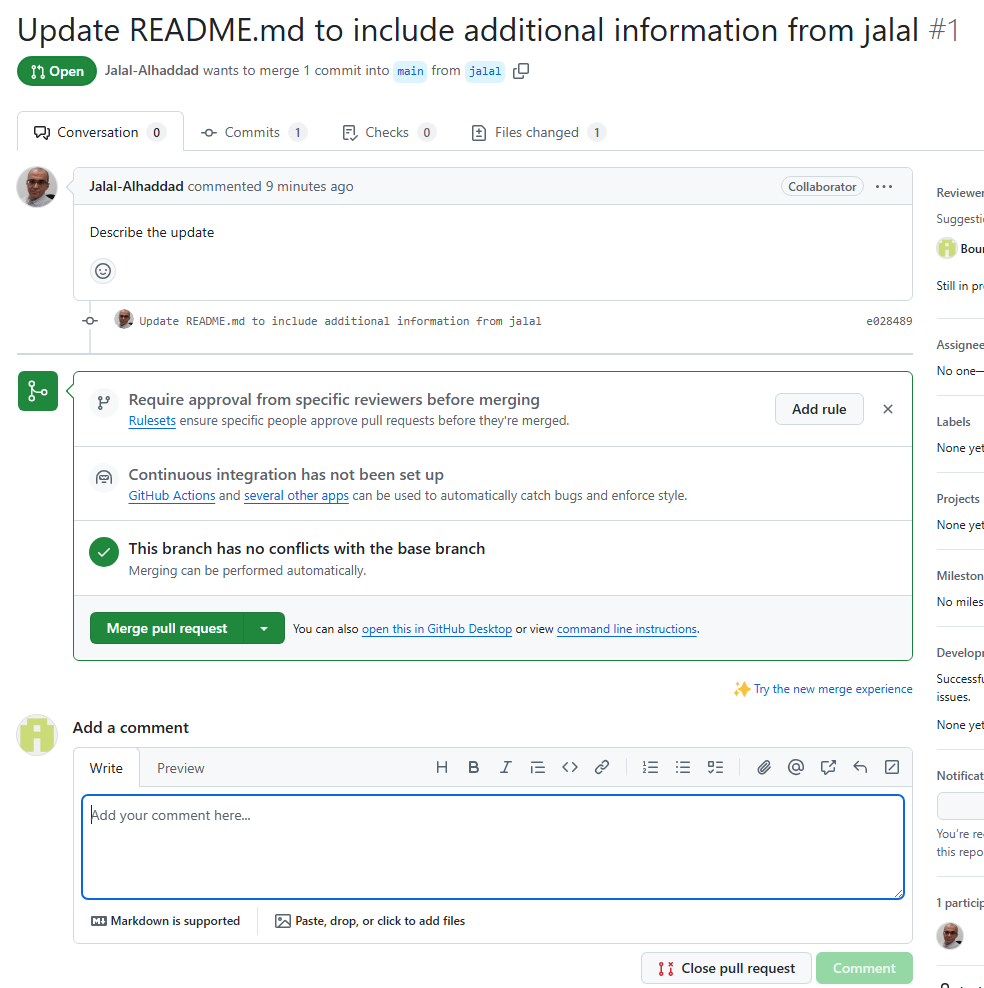 Update README.md to include additional information from jalal #1
Open Jalal-Alhaddad wants to merge 1 commit into main from jalal
Conversation 0 Commits 1 Checks 0 Files changed 1
Jalal-Alhaddad commented 9 minutes ago Collaborator
Describe the update
Update README.md to include additional information from jalal e028489
Require approval from specific reviewers before merging
Rulesets ensure specific people approve pull requests before they're merged.
Add rule
Continuous integration has not been set up
GitHub Actions and several other apps can be used to automatically catch bugs and enforce style.
This branch has no conflicts with the base branch
Merging can be performed automatically.
Merge pull request You can also open this in GitHub Desktop or view command line instructions.
Try the new merge experience
Add a comment
Write Preview
Add your comment here...
Markdown is supported Paste, drop, or click to add files
Close pull request Comment
Reviewer
Suggesti
Bour
Still in pr
Assignee
No one—
Labels
None yet
Projects
None yet
Mileston
No miles
Develop
Successfu
issues.
None yet
Notificat
You're re
this repo
1 particip